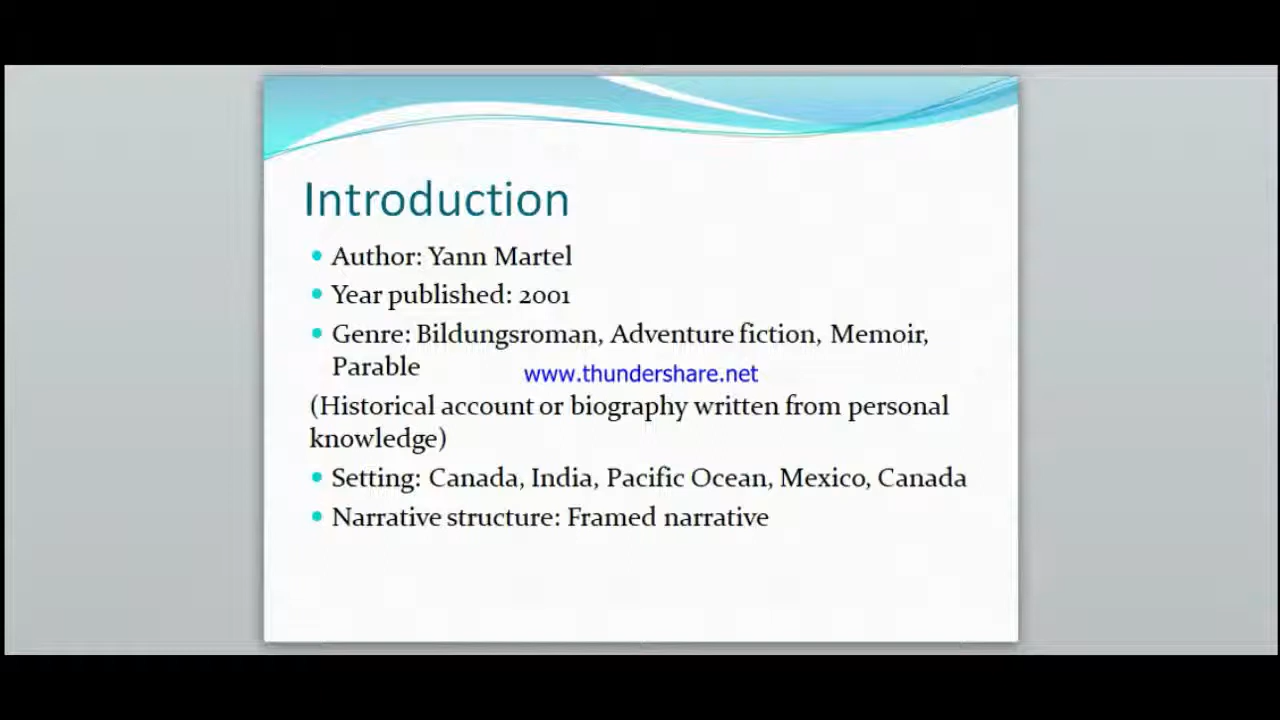 Introduction
• Author: Yann Martel
• Year published: 2001
• Genre: Bildungsroman, Adventure fiction, Memoir,
Parable
www.thundershare.net
(Historical account or biography written from personal
knowledge)
• Setting: Canada, India, Pacific Ocean, Mexico, Canada
• Narrative structure: Framed narrative